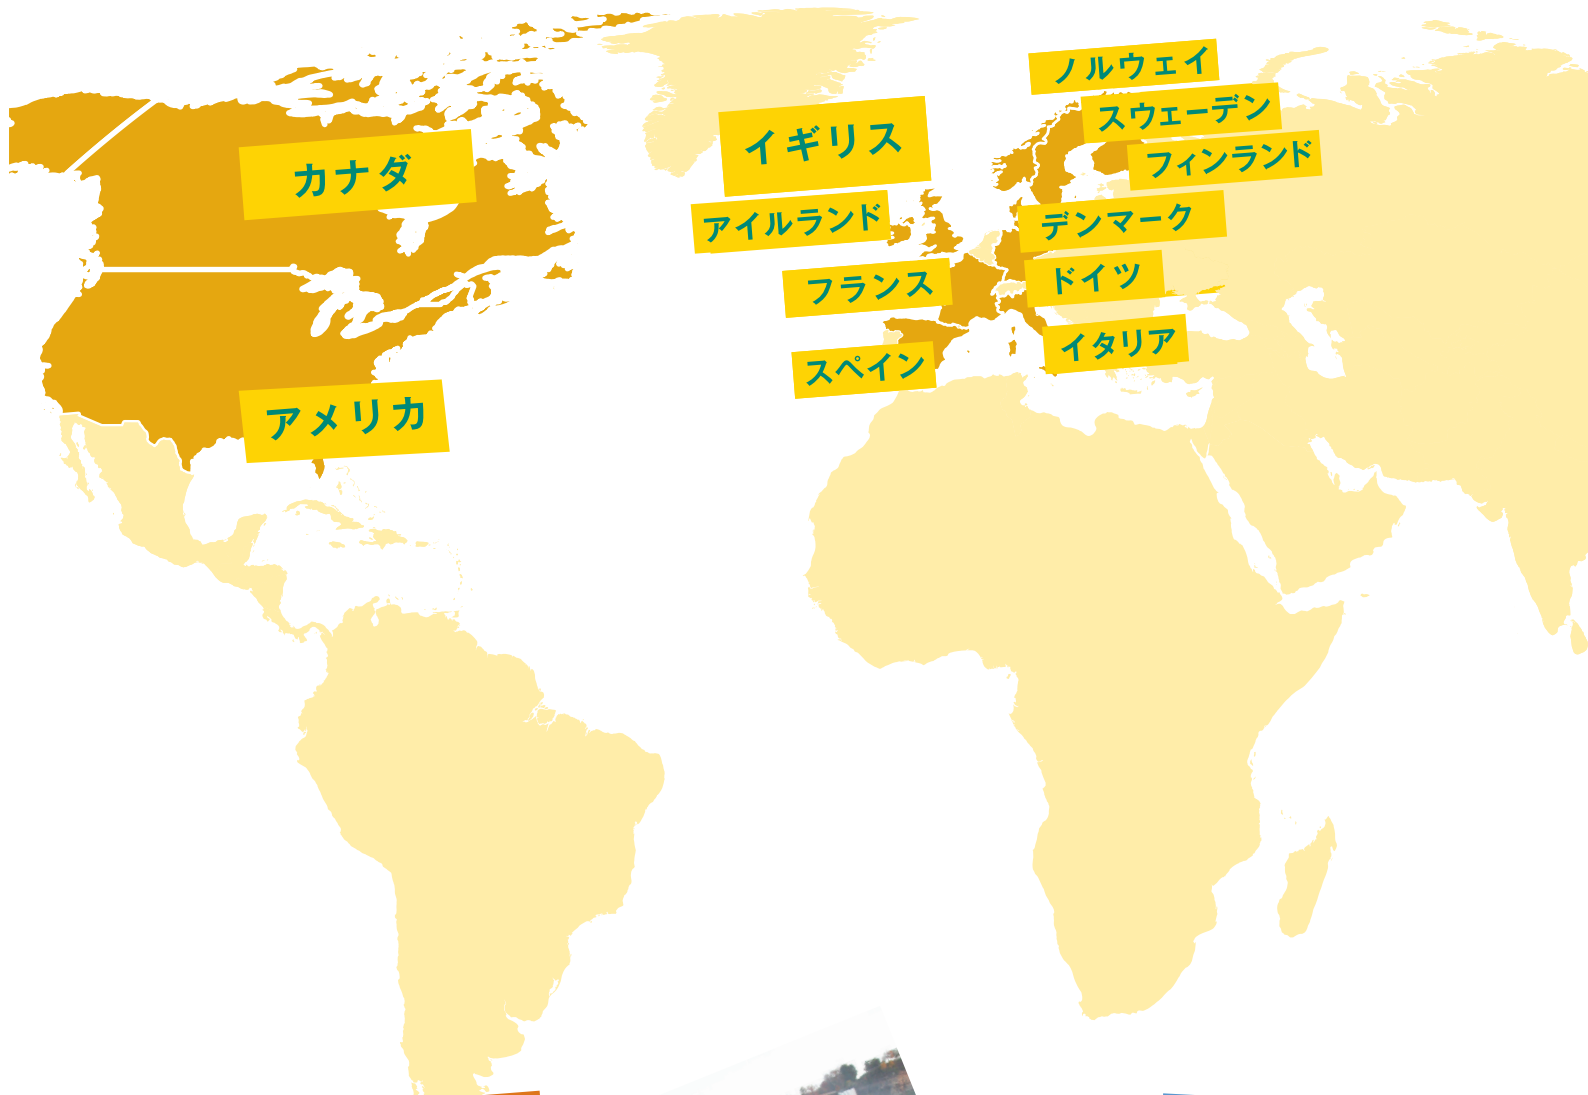 ノルウェイ
スウェーデン
イギリス
フィンランド
カナダ
アイルランド
デンマーク
フランス
ドイツ
イタリア
スペイン
アメリカ